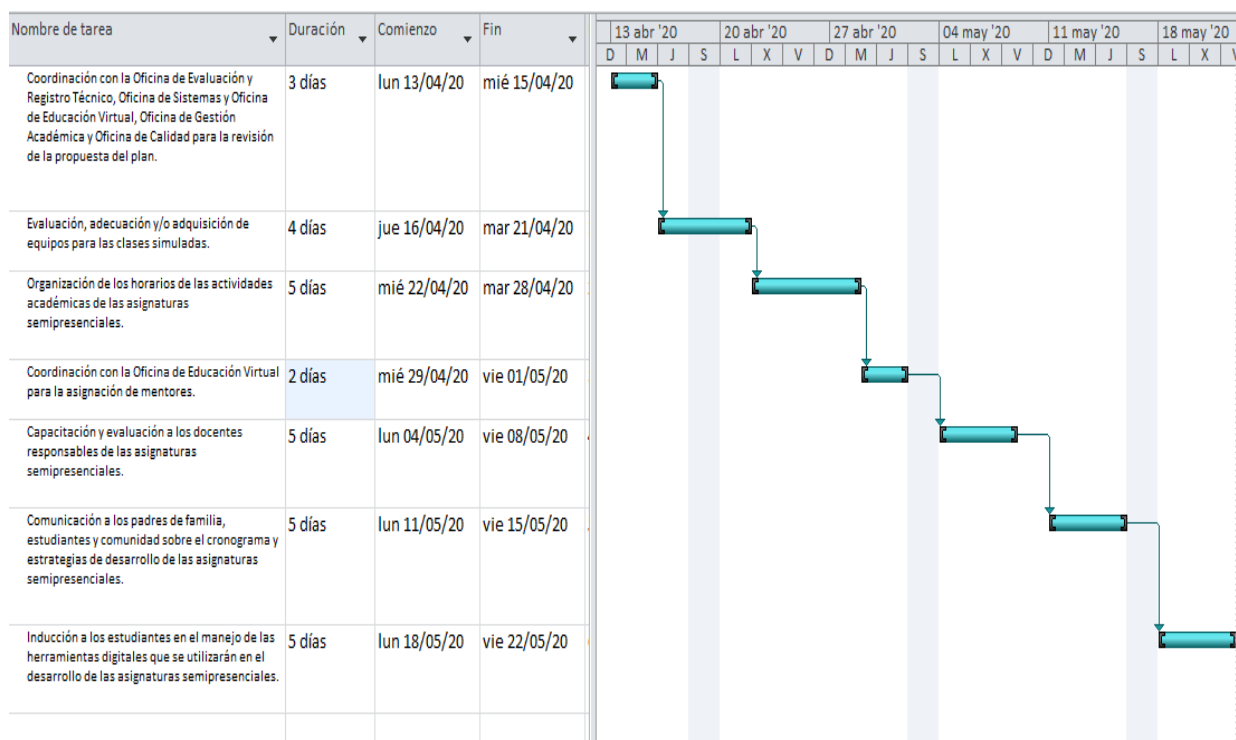 Nombre de tarea Duración Comienzo Fin
13 abr '20 20 abr '20 27 abr '20 04 may '20 11 may '20 18 may '20
D M J S L X V D M J S L X V D M J S L X
Coordinación con la Oficina de Evaluación y
Registro Técnico, Oficina de Sistemas y Oficina
de Educación Virtual, Oficina de Gestión
Académica y Oficina de Calidad para la revisión
de la propuesta del plan.
3 días lun 13/04/20 mié 15/04/20
Evaluación, adecuación y/o adquisición de
equipos para las clases simuladas.
4 días jue 16/04/20 mar 21/04/20
Organización de los horarios de las actividades
académicas de las asignaturas
semipresenciales.
5 días mié 22/04/20 mar 28/04/20
Coordinación con la Oficina de Educación Virtual
para la asignación de mentores.
2 días mié 29/04/20 vie 01/05/20
Capacitación y evaluación a los docentes
responsables de las asignaturas
semipresenciales.
5 días lun 04/05/20 vie 08/05/20
Comunicación a los padres de familia,
estudiantes y comunidad sobre el cronograma y
estrategias de desarrollo de las asignaturas
semipresenciales.
5 días lun 11/05/20 vie 15/05/20
Inducción a los estudiantes en el manejo de las
herramientas digitales que se utilizarán en el
desarrollo de las asignaturas semipresenciales.
5 días lun 18/05/20 vie 22/05/20